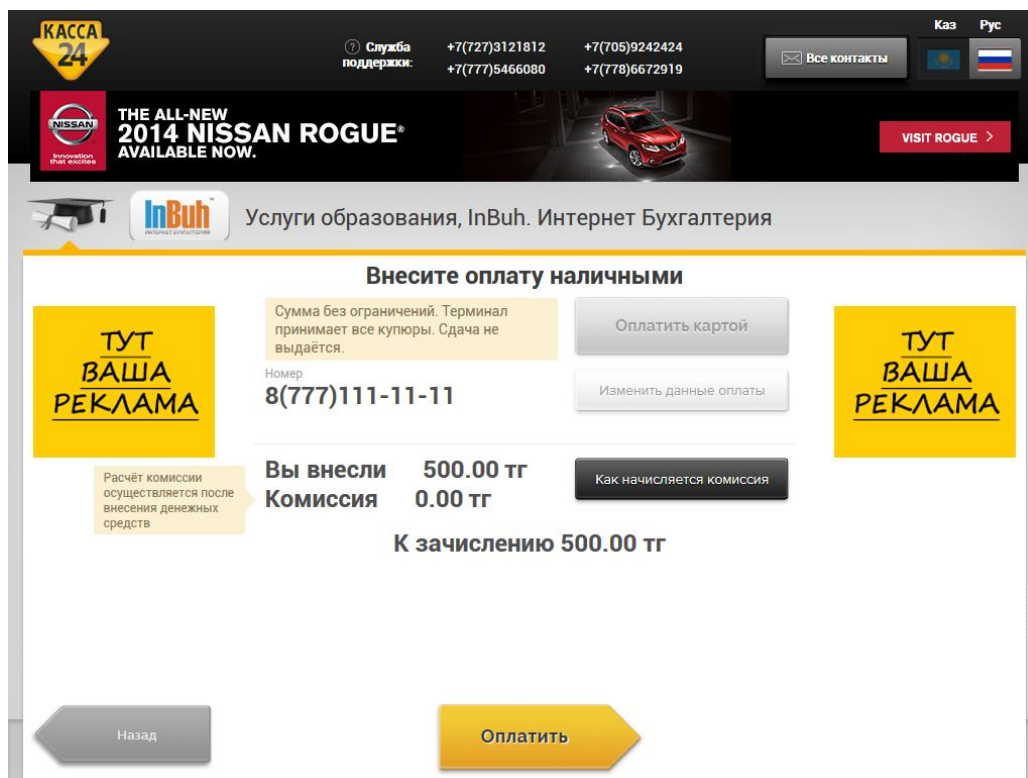 КАССА
24
Служба
поддержки:
+7(727)3121812
+7(777)5466080
+7(705)9242424
+7(778)6672919
Все контакты
Каз Рус
NISSAN
Innovation
that excites
THE ALL-NEW
2014 NISSAN ROGUE®
AVAILABLE NOW.
VISIT ROGUE >
InBuh
ИНТЕРНЕТ БУХГАЛТЕРИЯ
Услуги образования, InBuh. Интернет Бухгалтерия
Внесите оплату наличными
ТУТ
ВАША
РЕКЛАМА
Сумма без ограничений. Терминал
принимает все купюры. Сдача не
выдаётся.
Оплатить картой
Номер
8(777)111-11-11
Изменить данные оплаты
ТУТ
ВАША
РЕКЛАМА
Расчёт комиссии
осуществляется после
внесения денежных
средств
Вы внесли 500.00 тг
Комиссия 0.00 тг
Как начисляется комиссия
К зачислению 500.00 тг
Назад
Оплатить